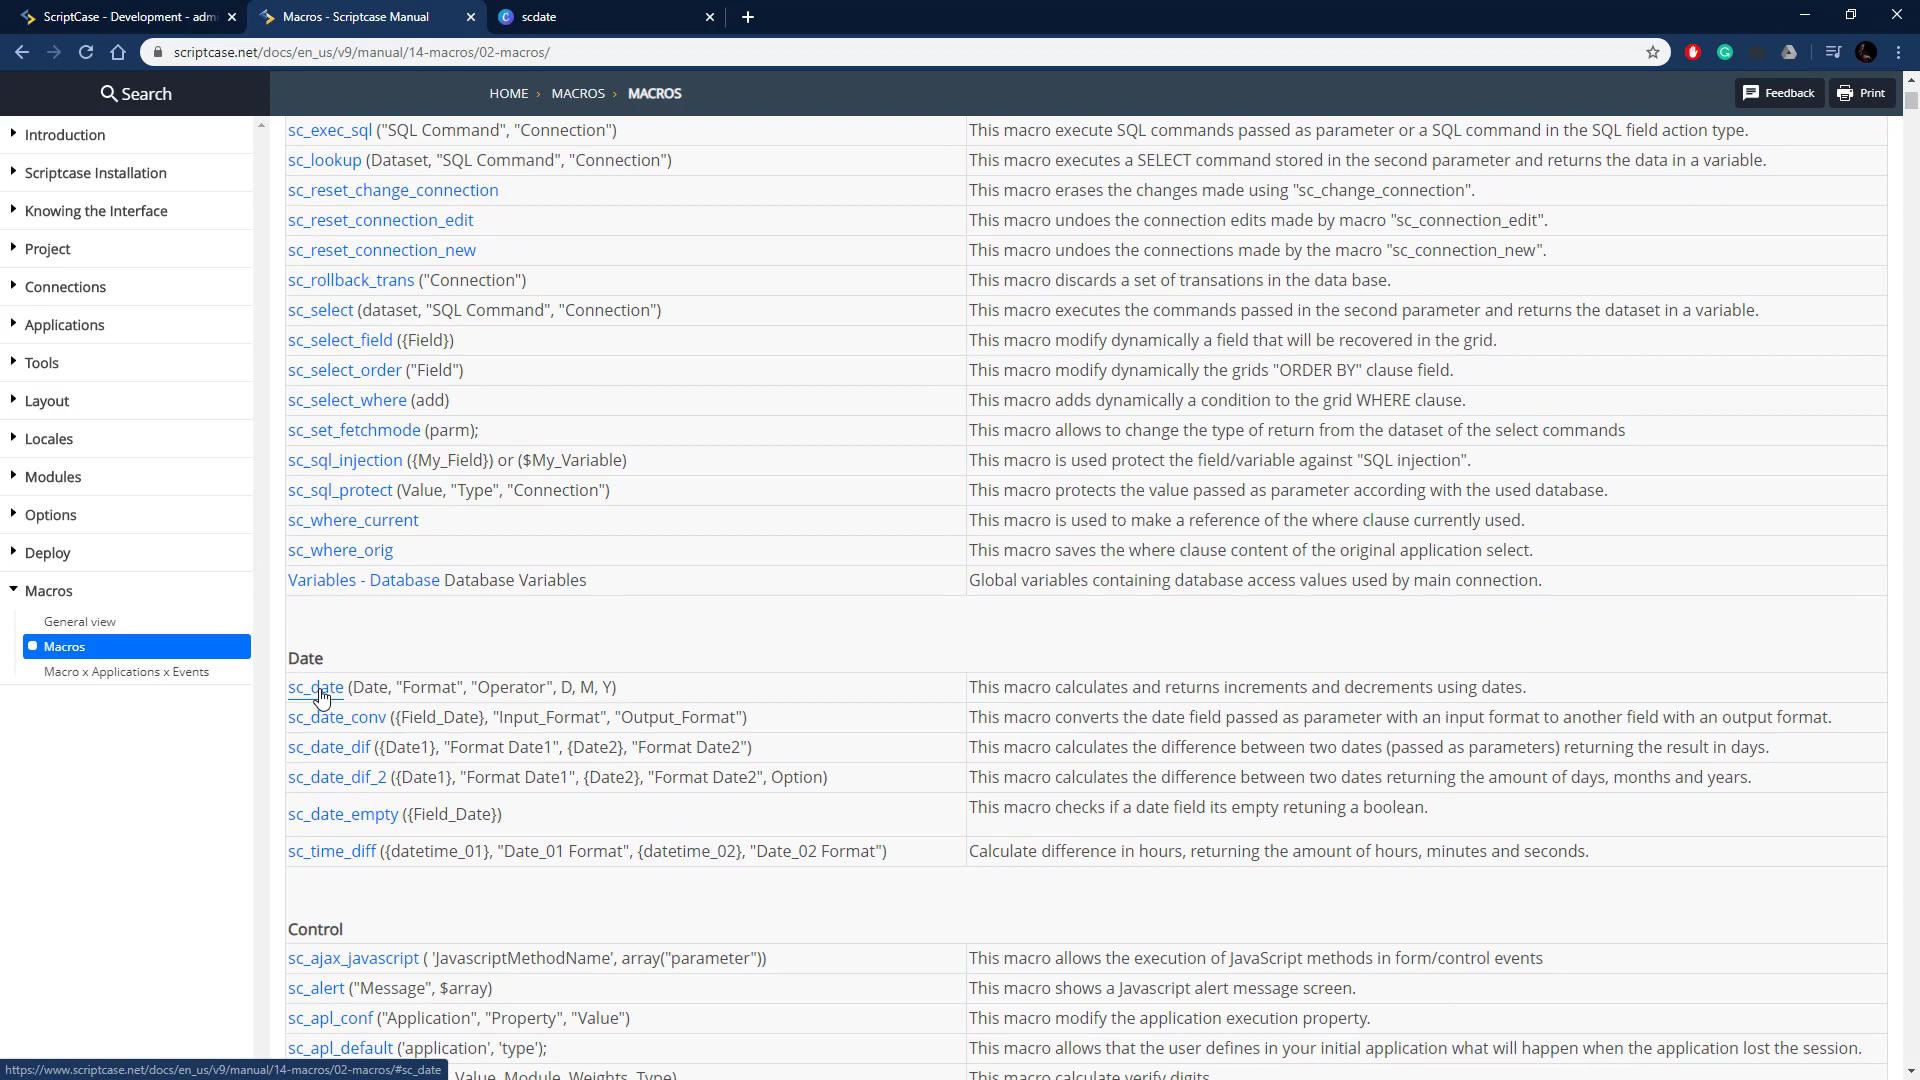 ScriptCase - Development - admi
Macros - Scriptcase Manual
scdate
scriptcase.net/docs/en_us/v9/manual/14-macros/02-macros/
Search
HOME › MACROS › MACROS
Feedback
Print
Introduction
Scriptcase Installation
Knowing the Interface
Project
Connections
Applications
Tools
Layout
Locales
Modules
Options
Deploy
Macros
General view
Macros
Macro x Applications x Events
sc_exec_sql ("SQL Command", "Connection") This macro execute SQL commands passed as parameter or a SQL command in the SQL field action type.
sc_lookup (Dataset, "SQL Command", "Connection") This macro executes a SELECT command stored in the second parameter and returns the data in a variable.
sc_reset_change_connection This macro erases the changes made using "sc_change_connection".
sc_reset_connection_edit This macro undoes the connection edits made by macro "sc_connection_edit".
sc_reset_connection_new This macro undoes the connections made by the macro "sc_connection_new".
sc_rollback_trans ("Connection") This macro discards a set of transations in the data base.
sc_select (dataset, "SQL Command", "Connection") This macro executes the commands passed in the second parameter and returns the dataset in a variable.
sc_select_field ({Field}) This macro modify dynamically a field that will be recovered in the grid.
sc_select_order ("Field") This macro modify dynamically the grids "ORDER BY" clause field.
sc_select_where (add) This macro adds dynamically a condition to the grid WHERE clause.
sc_set_fetchmode (parm); This macro allows to change the type of return from the dataset of the select commands
sc_sql_injection ({My_Field}) or ($My_Variable) This macro is used protect the field/variable against "SQL injection".
sc_sql_protect (Value, "Type", "Connection") This macro protects the value passed as parameter according with the used database.
sc_where_current This macro is used to make a reference of the where clause currently used.
sc_where_orig This macro saves the where clause content of the original application select.
Variables - Database Database Variables Global variables containing database access values used by main connection.
Date
sc_date (Date, "Format", "Operator", D, M, Y) This macro calculates and returns increments and decrements using dates.
sc_date_conv ({Field_Date}, "Input_Format", "Output_Format") This macro converts the date field passed as parameter with an input format to another field with an output format.
sc_date_dif ({Date1}, "Format Date1", {Date2}, "Format Date2") This macro calculates the difference between two dates (passed as parameters) returning the result in days.
sc_date_dif_2 ({Date1}, "Format Date1", {Date2}, "Format Date2", Option) This macro calculates the difference between two dates returning the amount of days, months and years.
sc_date_empty ({Field_Date}) This macro checks if a date field its empty retuning a boolean.
sc_time_diff ({datetime_01}, "Date_01 Format", {datetime_02}, "Date_02 Format") Calculate difference in hours, returning the amount of hours, minutes and seconds.
Control
sc_ajax_javascript ( 'JavascriptMethodName', array("parameter")) This macro allows the execution of JavaScript methods in form/control events
sc_alert ("Message", $array) This macro shows a Javascript alert message screen.
sc_apl_conf ("Application", "Property", "Value") This macro modify the application execution property.
sc_apl_default ('application', 'type'); This macro allows that the user defines in your initial application what will happen when the application lost the session.
Value, Module, Weights, Type) This macro calculate verify digits.
https://www.scriptcase.net/docs/en_us/v9/manual/14-macros/02-macros/#sc_date